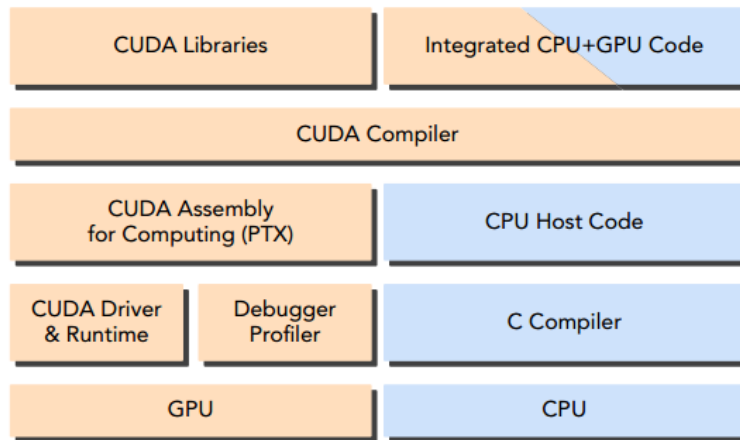 CUDA Libraries
Integrated CPU+GPU Code
CUDA Compiler
CUDA Assembly
for Computing (PTX)
CPU Host Code
CUDA Driver
& Runtime
Debugger
Profiler
C Compiler
GPU
CPU